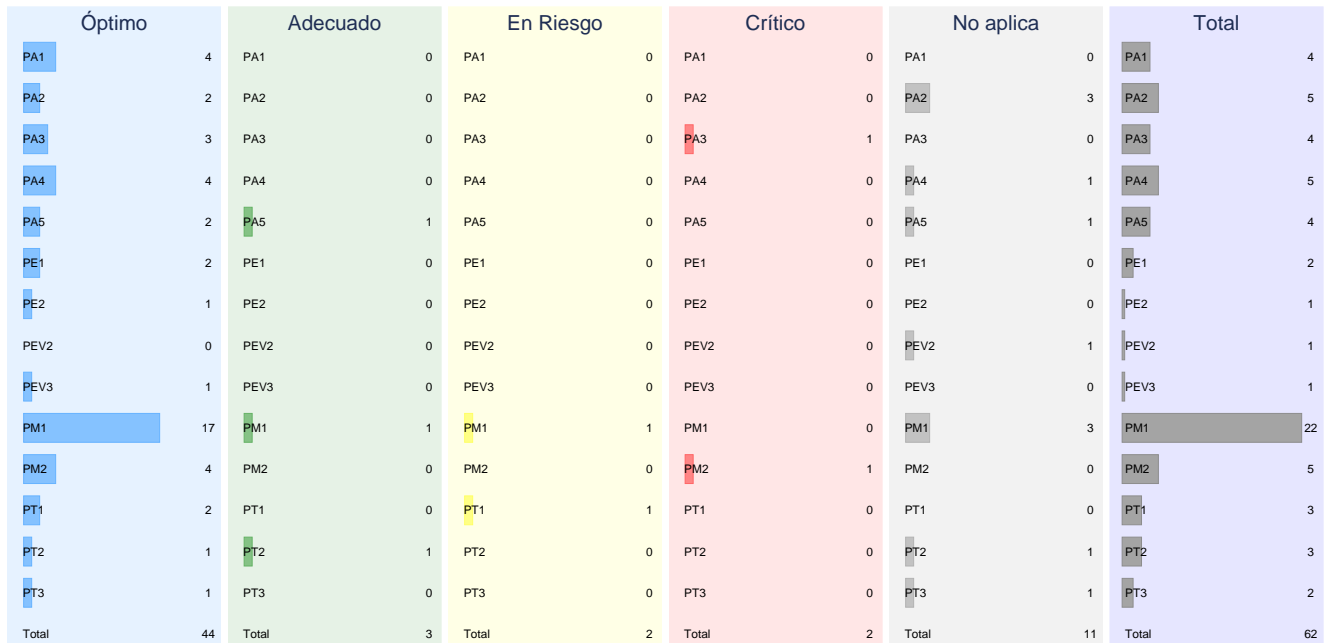 Óptimo Adecuado En Riesgo Crítico No aplica Total
PA1 4 PA1 0 PA1 0 PA1 0 PA1 0 PA1 4
PA2 2 PA2 0 PA2 0 PA2 0 PA2 3 PA2 5
PA3 3 PA3 0 PA3 0 PA3 1 PA3 0 PA3 4
PA4 4 PA4 0 PA4 0 PA4 0 PA4 1 PA4 5
PA5 2 PA5 1 PA5 0 PA5 0 PA5 1 PA5 4
PE1 2 PE1 0 PE1 0 PE1 0 PE1 0 PE1 2
PE2 1 PE2 0 PE2 0 PE2 0 PE2 0 PE2 1
PEV2 0 PEV2 0 PEV2 0 PEV2 0 PEV2 1 PEV2 1
PEV3 1 PEV3 0 PEV3 0 PEV3 0 PEV3 0 PEV3 1
PM1 17 PM1 1 PM1 1 PM1 0 PM1 3 PM1 22
PM2 4 PM2 0 PM2 0 PM2 1 PM2 0 PM2 5
PT1 2 PT1 0 PT1 1 PT1 0 PT1 0 PT1 3
PT2 1 PT2 1 PT2 0 PT2 0 PT2 1 PT2 3
PT3 1 PT3 0 PT3 0 PT3 0 PT3 1 PT3 2
Total 44 Total 3 Total 2 Total 2 Total 11 Total 62